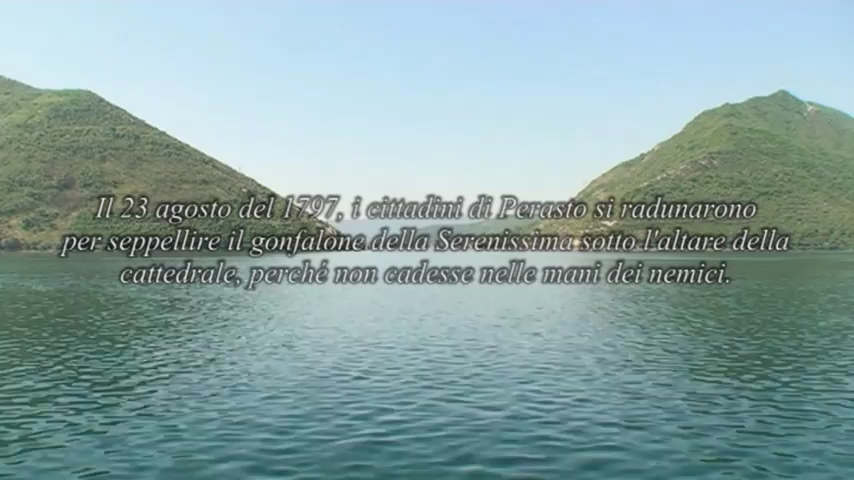 Il 23 agosto del 1797, i cittadini di Perasto si radunarono
per seppellire il gonfalone della Serenissima sotto l'altare della
cattedrale, perché non cadesse nelle mani dei nemici.